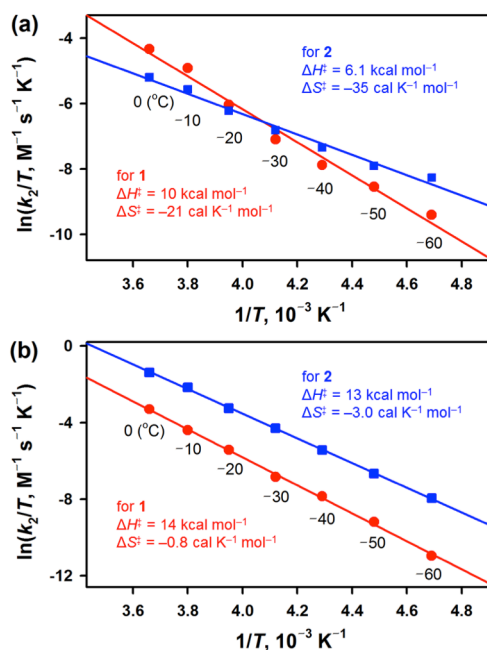 (a)
-4
-6
-8
-10
ln(k₂/T, M⁻¹ s⁻¹ K⁻¹)
for 2
ΔH‡ = 6.1 kcal mol⁻¹
ΔS‡ = −35 cal K⁻¹ mol⁻¹
0 (°C)
−10
−20
−30
−40
−50
−60
for 1
ΔH‡ = 10 kcal mol⁻¹
ΔS‡ = −21 cal K⁻¹ mol⁻¹
3.6 3.8 4.0 4.2 4.4 4.6 4.8
1/T, 10⁻³ K⁻¹
(b)
0
-4
-8
-12
ln(k₂/T, M⁻¹ s⁻¹ K⁻¹)
for 2
ΔH‡ = 13 kcal mol⁻¹
ΔS‡ = −3.0 cal K⁻¹ mol⁻¹
0 (°C)
−10
−20
−30
−40
−50
−60
for 1
ΔH‡ = 14 kcal mol⁻¹
ΔS‡ = −0.8 cal K⁻¹ mol⁻¹
3.6 3.8 4.0 4.2 4.4 4.6 4.8
1/T, 10⁻³ K⁻¹